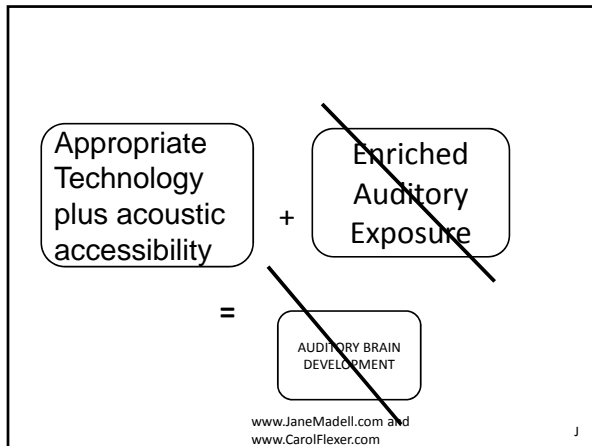 Appropriate
Technology
plus acoustic
accessibility
+
Enriched
Auditory
Exposure
=
AUDITORY BRAIN
DEVELOPMENT
www.JaneMadell.com and
www.CarolFlexer.com
J